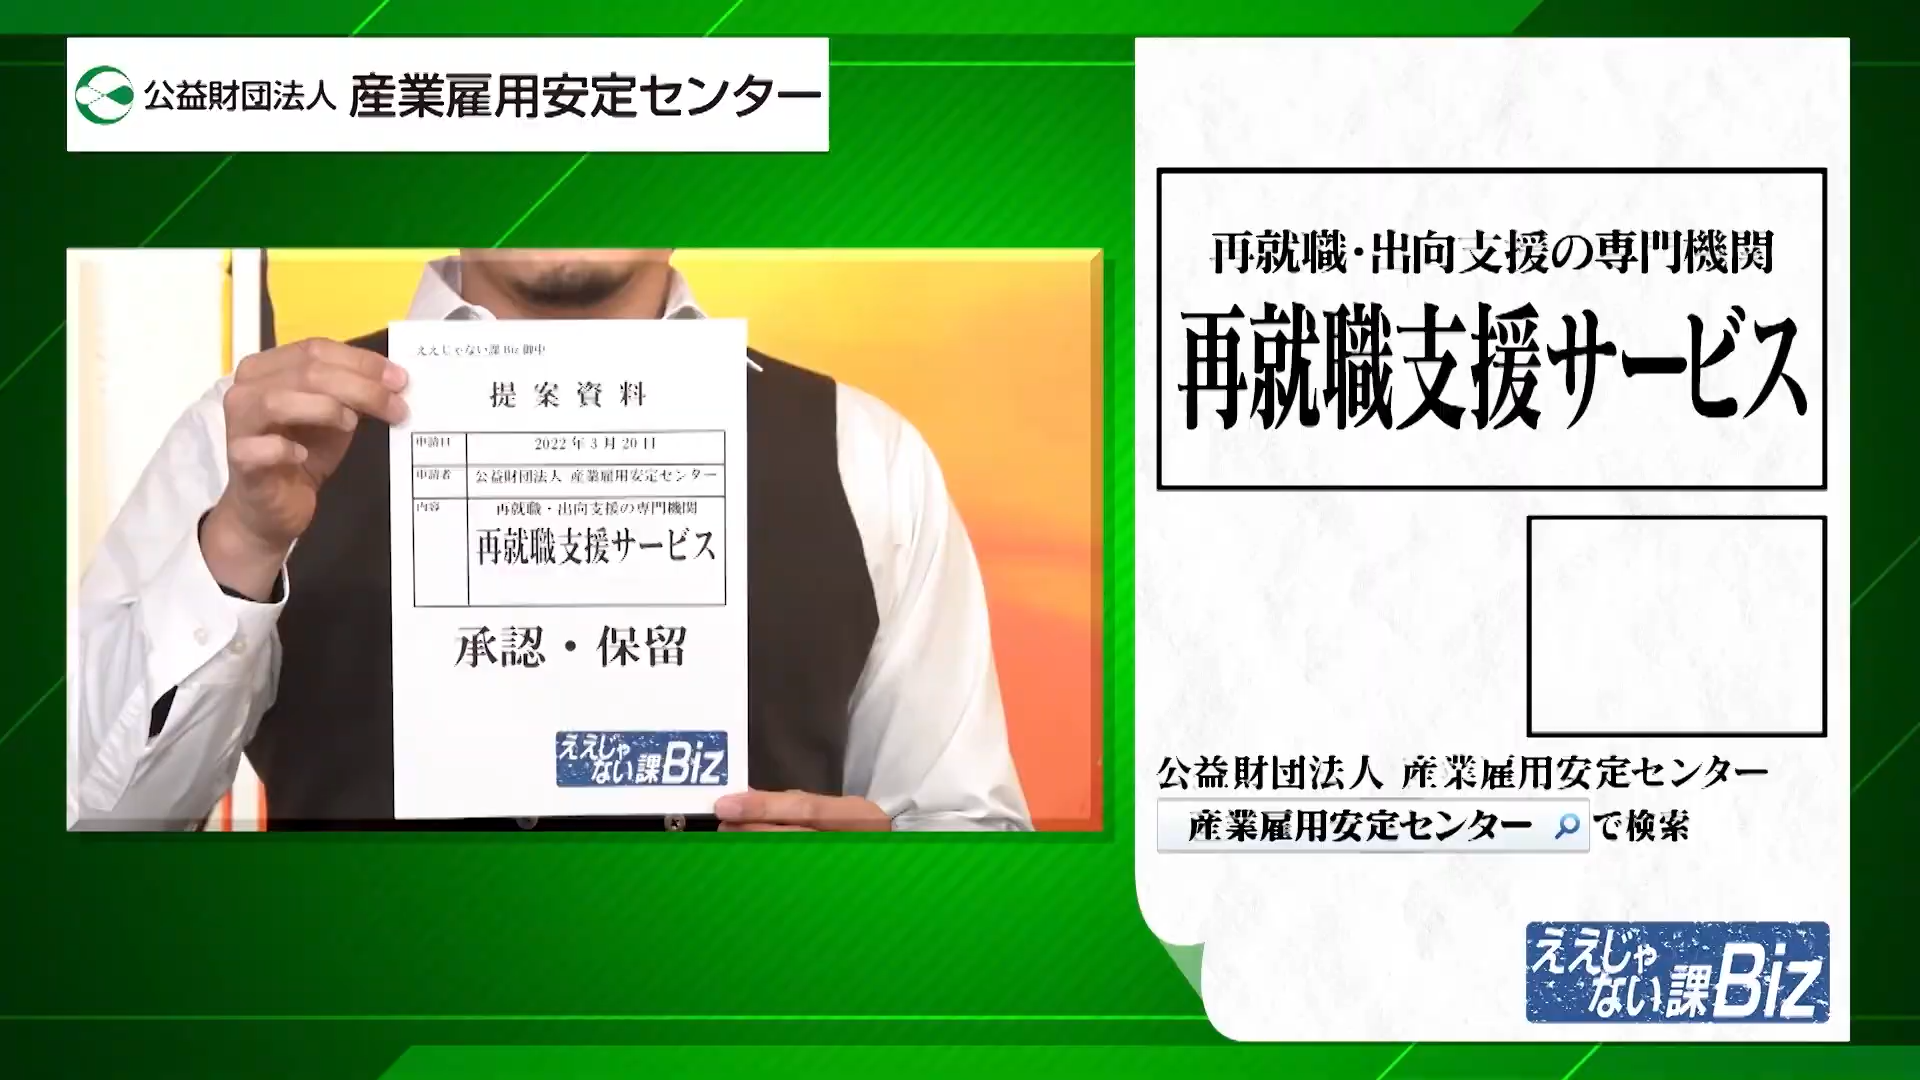 公益財団法人 産業雇用安定センター
ええじゃない課Biz御中
提案資料
申請日 2022年3月20日
申請者 公益財団法人 産業雇用安定センター
内容 再就職・出向支援の専門機関
再就職支援サービス
承認・保留
ええじゃ
ない課Biz
再就職・出向支援の専門機関
再就職支援サービス
公益財団法人 産業雇用安定センター
産業雇用安定センター で検索
ええじゃ
ない課Biz